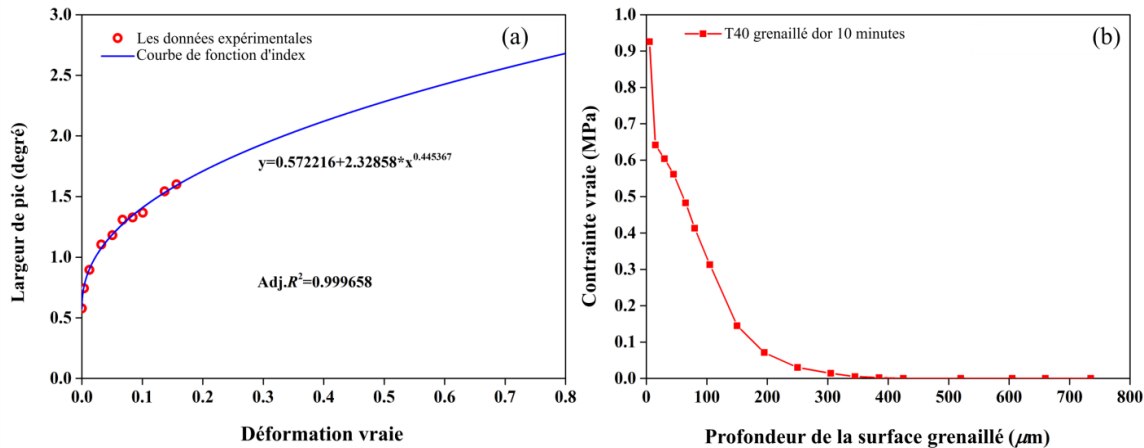 (a)
Les données expérimentales
Courbe de fonction d'index
y=0.572216+2.32858*x^0.445367
Adj.R²=0.999658
Largeur de pic (degré)
3.0
2.5
2.0
1.5
1.0
0.5
0.0
0.0 0.1 0.2 0.3 0.4 0.5 0.6 0.7 0.8
Déformation vraie
(b)
T40 grenaillé dor 10 minutes
Contrainte vraie (MPa)
1.0
0.9
0.8
0.7
0.6
0.5
0.4
0.3
0.2
0.1
0.0
0 100 200 300 400 500 600 700 800
Profondeur de la surface grenaillé (μm)